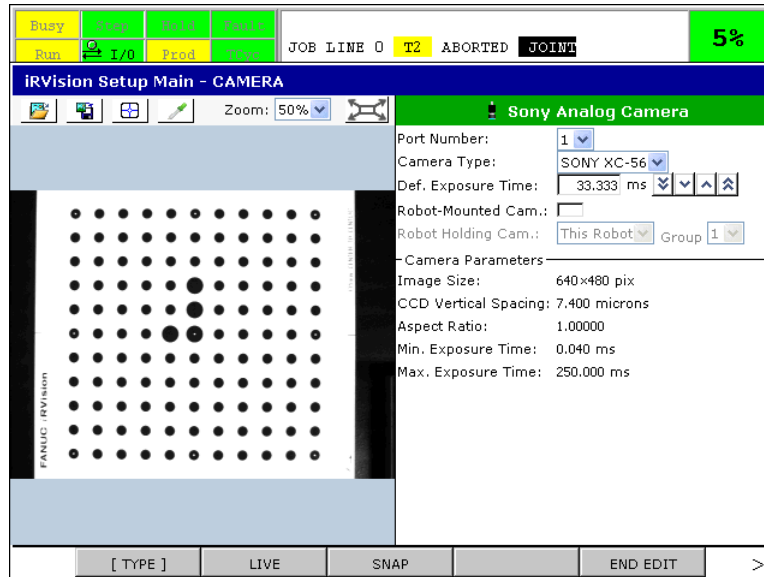 Busy Step Hold Fault
Run I/O Prod TCyc
JOB LINE 0 T2 ABORTED JOINT
5%
iRVision Setup Main - CAMERA
Zoom: 50%
Sony Analog Camera
Port Number: 1
Camera Type: SONY XC-56
Def. Exposure Time: 33.333 ms
Robot-Mounted Cam.:
Robot Holding Cam.: This Robot Group 1
Camera Parameters
Image Size: 640×480 pix
CCD Vertical Spacing: 7.400 microns
Aspect Ratio: 1.00000
Min. Exposure Time: 0.040 ms
Max. Exposure Time: 250.000 ms
FANUC iRVision
[ TYPE ] LIVE SNAP END EDIT >